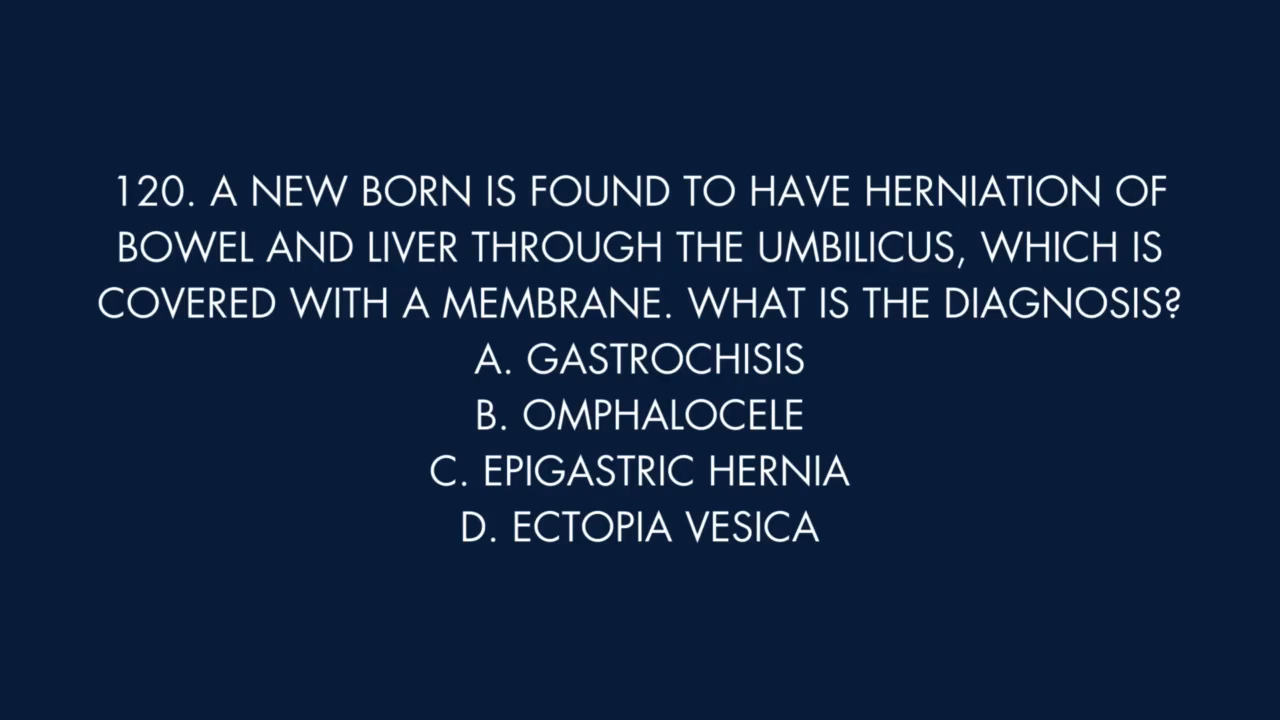 120. A NEW BORN IS FOUND TO HAVE HERNIATION OF
BOWEL AND LIVER THROUGH THE UMBILICUS, WHICH IS
COVERED WITH A MEMBRANE. WHAT IS THE DIAGNOSIS?
A. GASTROCHISIS
B. OMPHALOCELE
C. EPIGASTRIC HERNIA
D. ECTOPIA VESICA